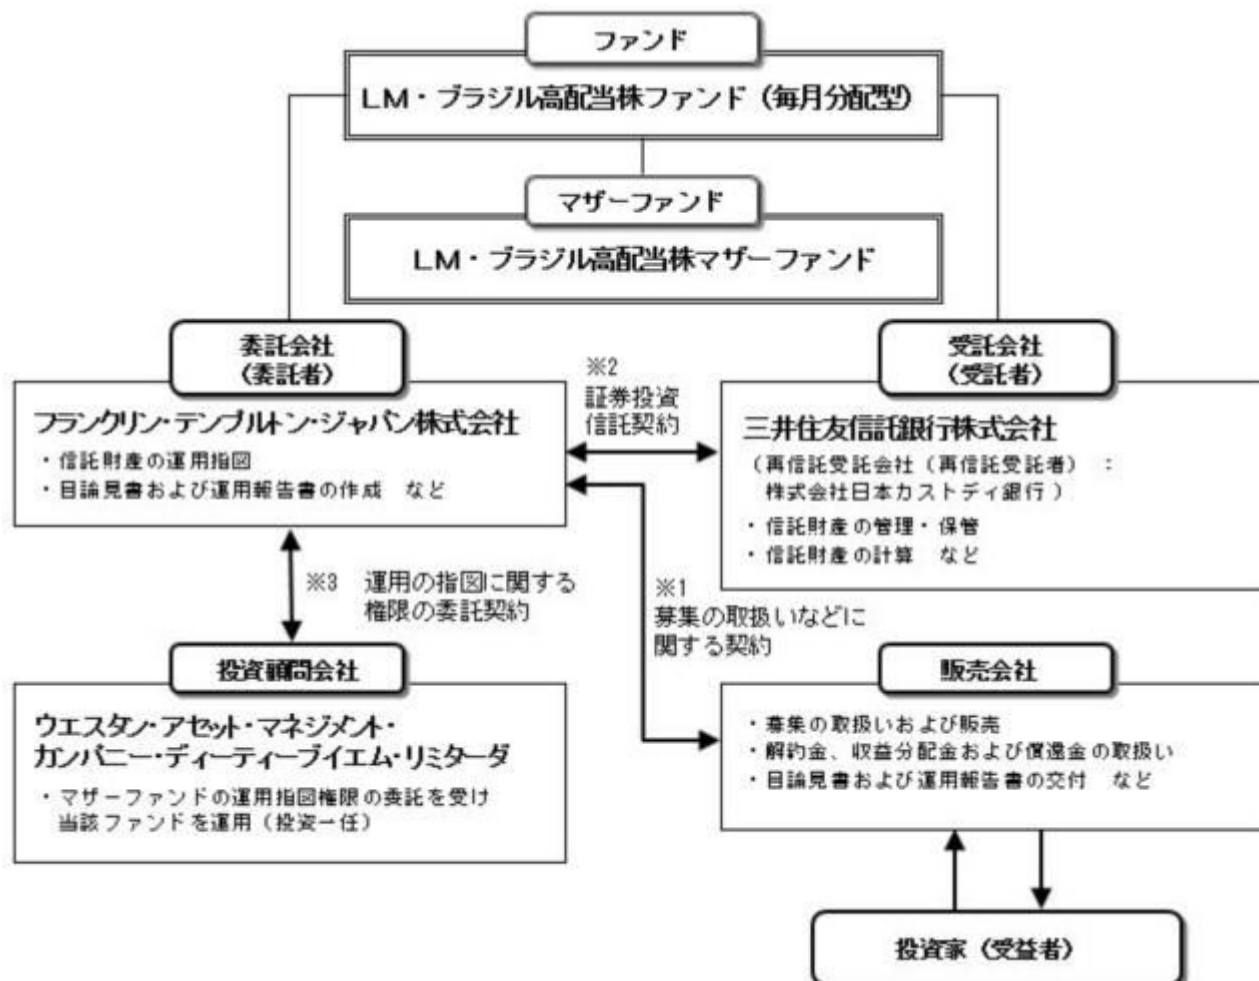 ファンド
LM・ブラジル高配当株ファンド（毎月分配型）
マザーファンド
LM・ブラジル高配当株マザーファンド
委託会社
（委託者）
フランクリン・テンプルトン・ジャパン株式会社
・信託財産の運用指図
・目論見書および運用報告書の作成　など
※2
証券投資
信託契約
受託会社
（受託者）
三井住友信託銀行株式会社
（再信託受託会社（再信託受託者）：
株式会社日本カストディ銀行）
・信託財産の管理・保管
・信託財産の計算　など
※3　運用の指図に関する
権限の委託契約
※1
募集の取扱いなどに
関する契約
投資顧問会社
ウエスタン・アセット・マネジメント・
カンパニー・ディーティーブイエム・リミターダ
・マザーファンドの運用指図権限の委託を受け
当該ファンドを運用（投資一任）
販売会社
・募集の取扱いおよび販売
・解約金、収益分配金および償還金の取扱い
・目論見書および運用報告書の交付　など
投資家（受益者）